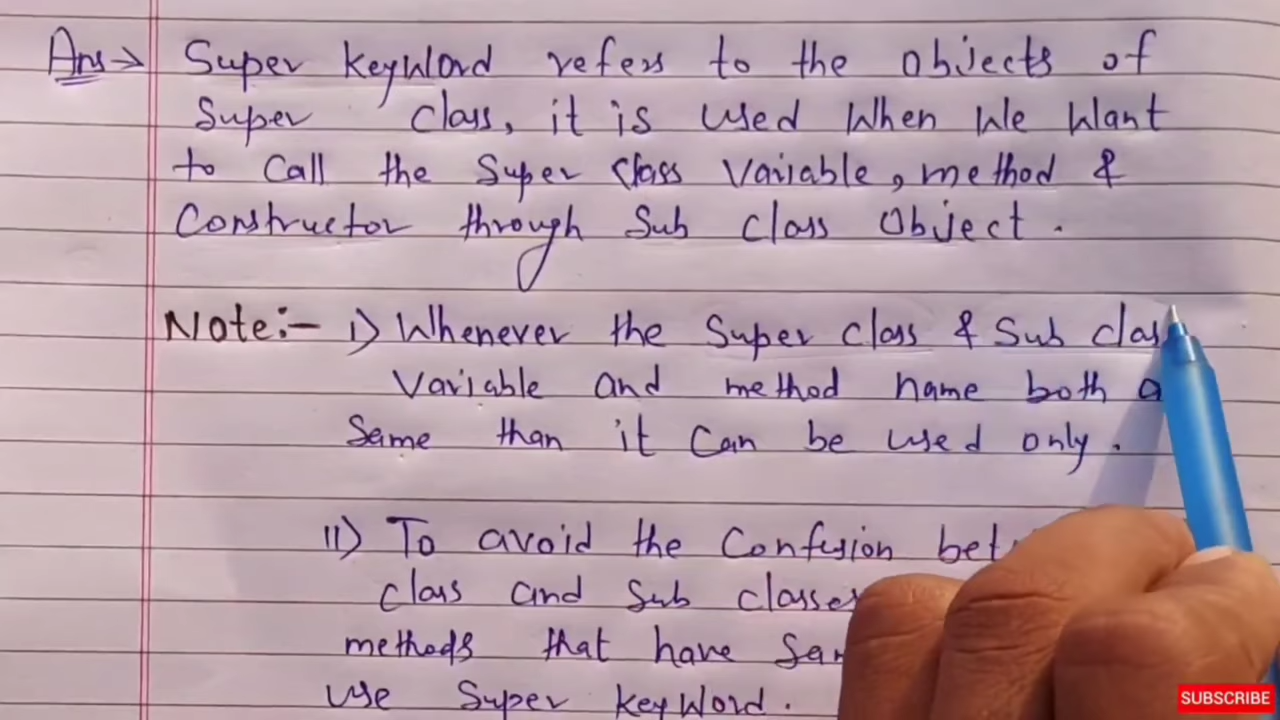 Ans → Super keyword refers to the objects of
Super class, it is used when we want
to call the super class variable, method &
Constructor through sub class object.
Note:- i) Whenever the super class & sub clas
variable and method name both a
same than it can be used only.
ii) To avoid the confusion bet
class and sub classes
methods that have
use super keyword.
SUBSCRIBE